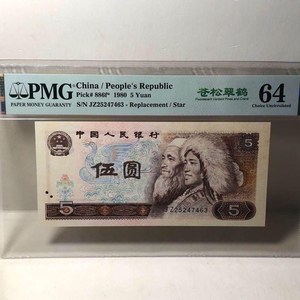 PMG
PAPER MONEY GUARANTY
China / People's Republic
Pick# 886f* 1980 5 Yuan
S/N JZ25247463 - Replacement / Star
苍松翠鹤
64
Choice Uncirculated
中国人民银行
5
伍圆
5
JZ25247463
5